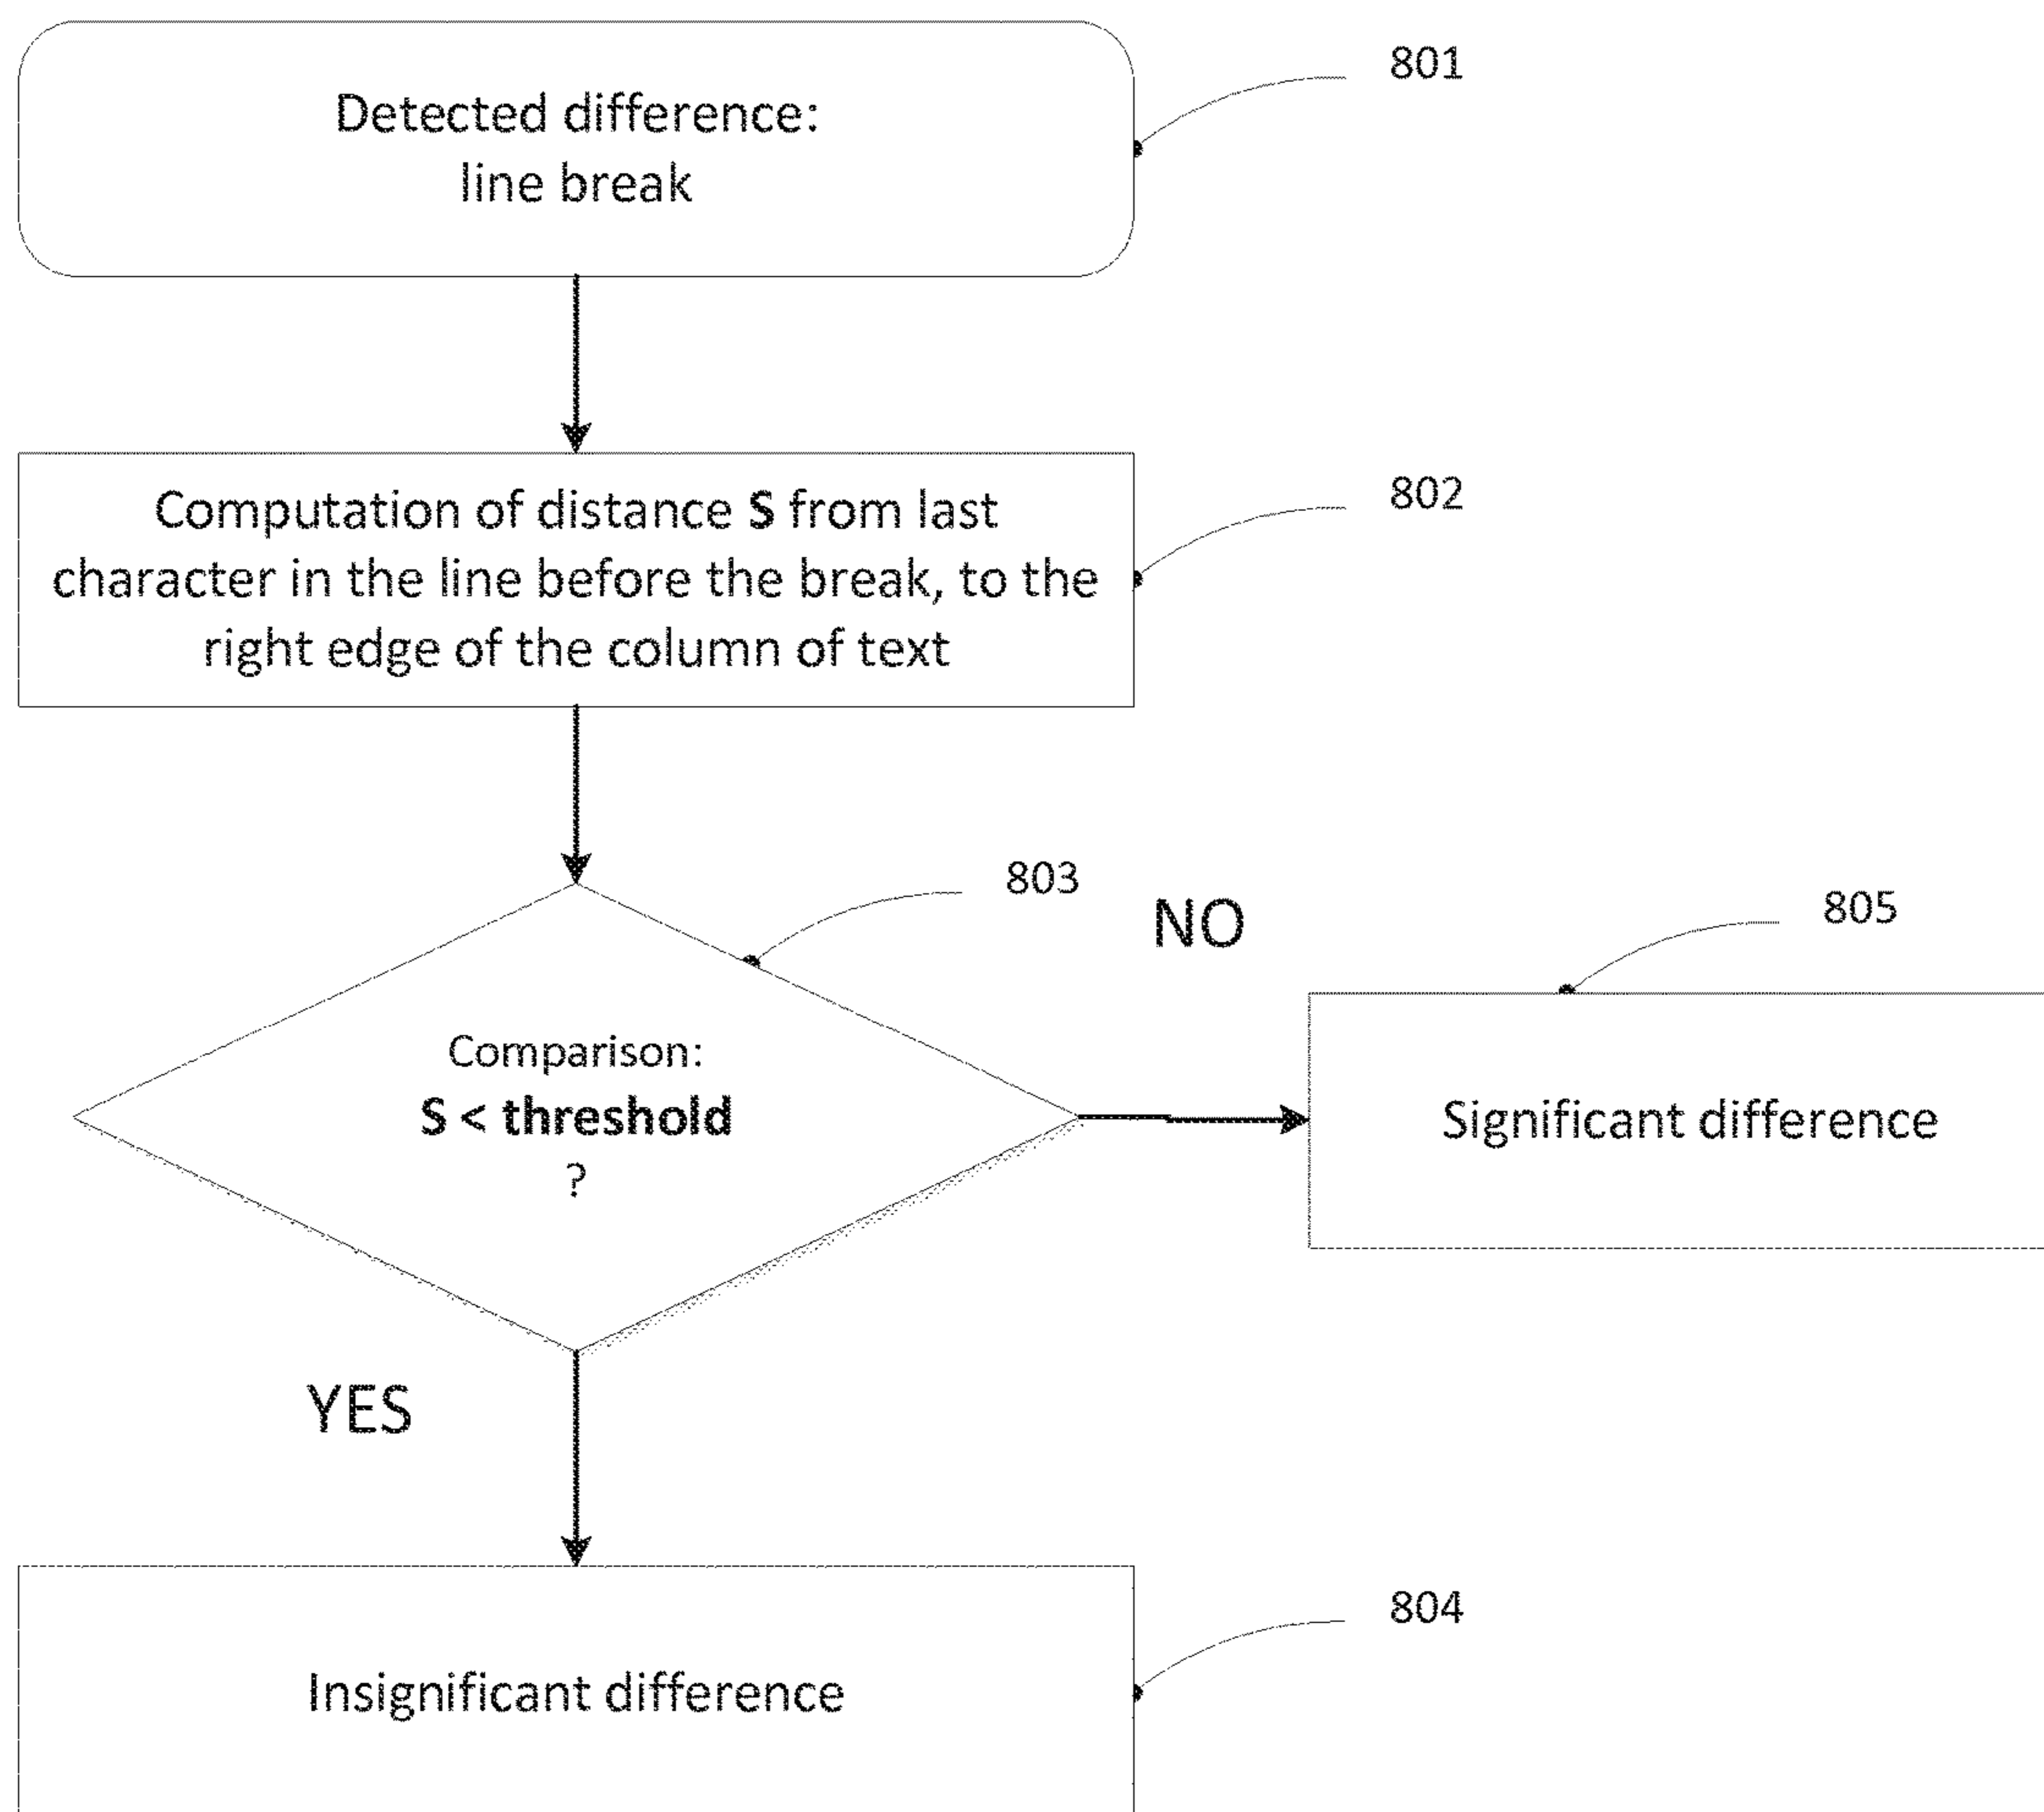 801
Detected difference:
line break
802
Computation of distance S from last
character in the line before the break, to the
right edge of the column of text
803
NO
805
Comparison:
S < threshold
?
Significant difference
YES
804
Insignificant difference